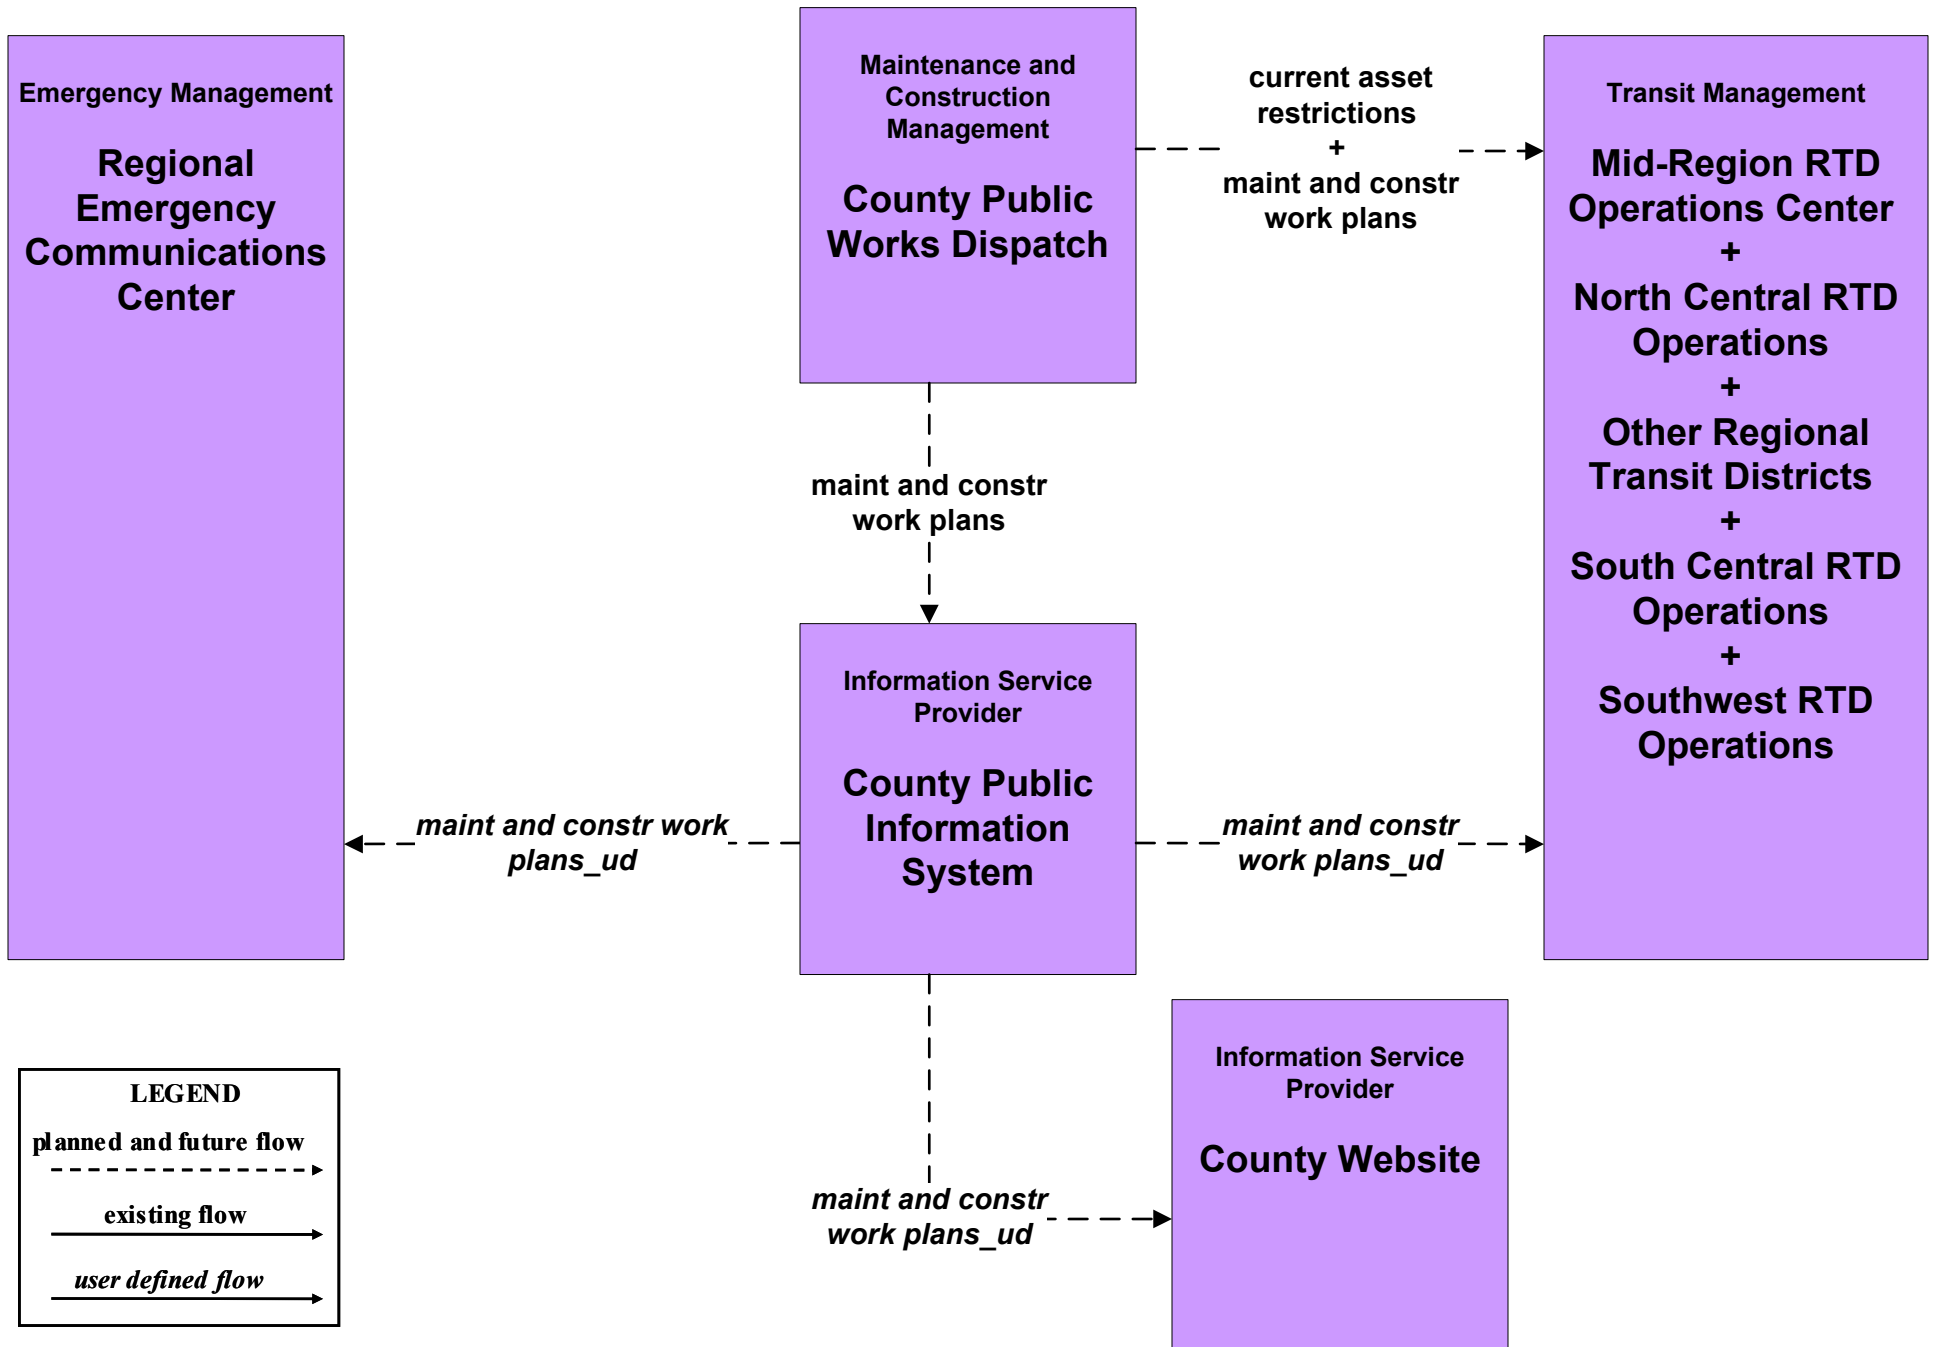 Emergency Management
Regional
Emergency
Communications
Center
Maintenance and
Construction
Management
County Public
Works Dispatch
current asset
restrictions
+
maint and constr
work plans
Transit Management
Mid-Region RTD
Operations Center
+
North Central RTD
Operations
+
Other Regional
Transit Districts
+
South Central RTD
Operations
+
Southwest RTD
Operations
maint and constr
work plans
Information Service
Provider
County Public
Information
System
maint and constr work
plans_ud
maint and constr
work plans_ud
maint and constr
work plans_ud
Information Service
Provider
County Website
LEGEND
planned and future flow
existing flow
user defined flow